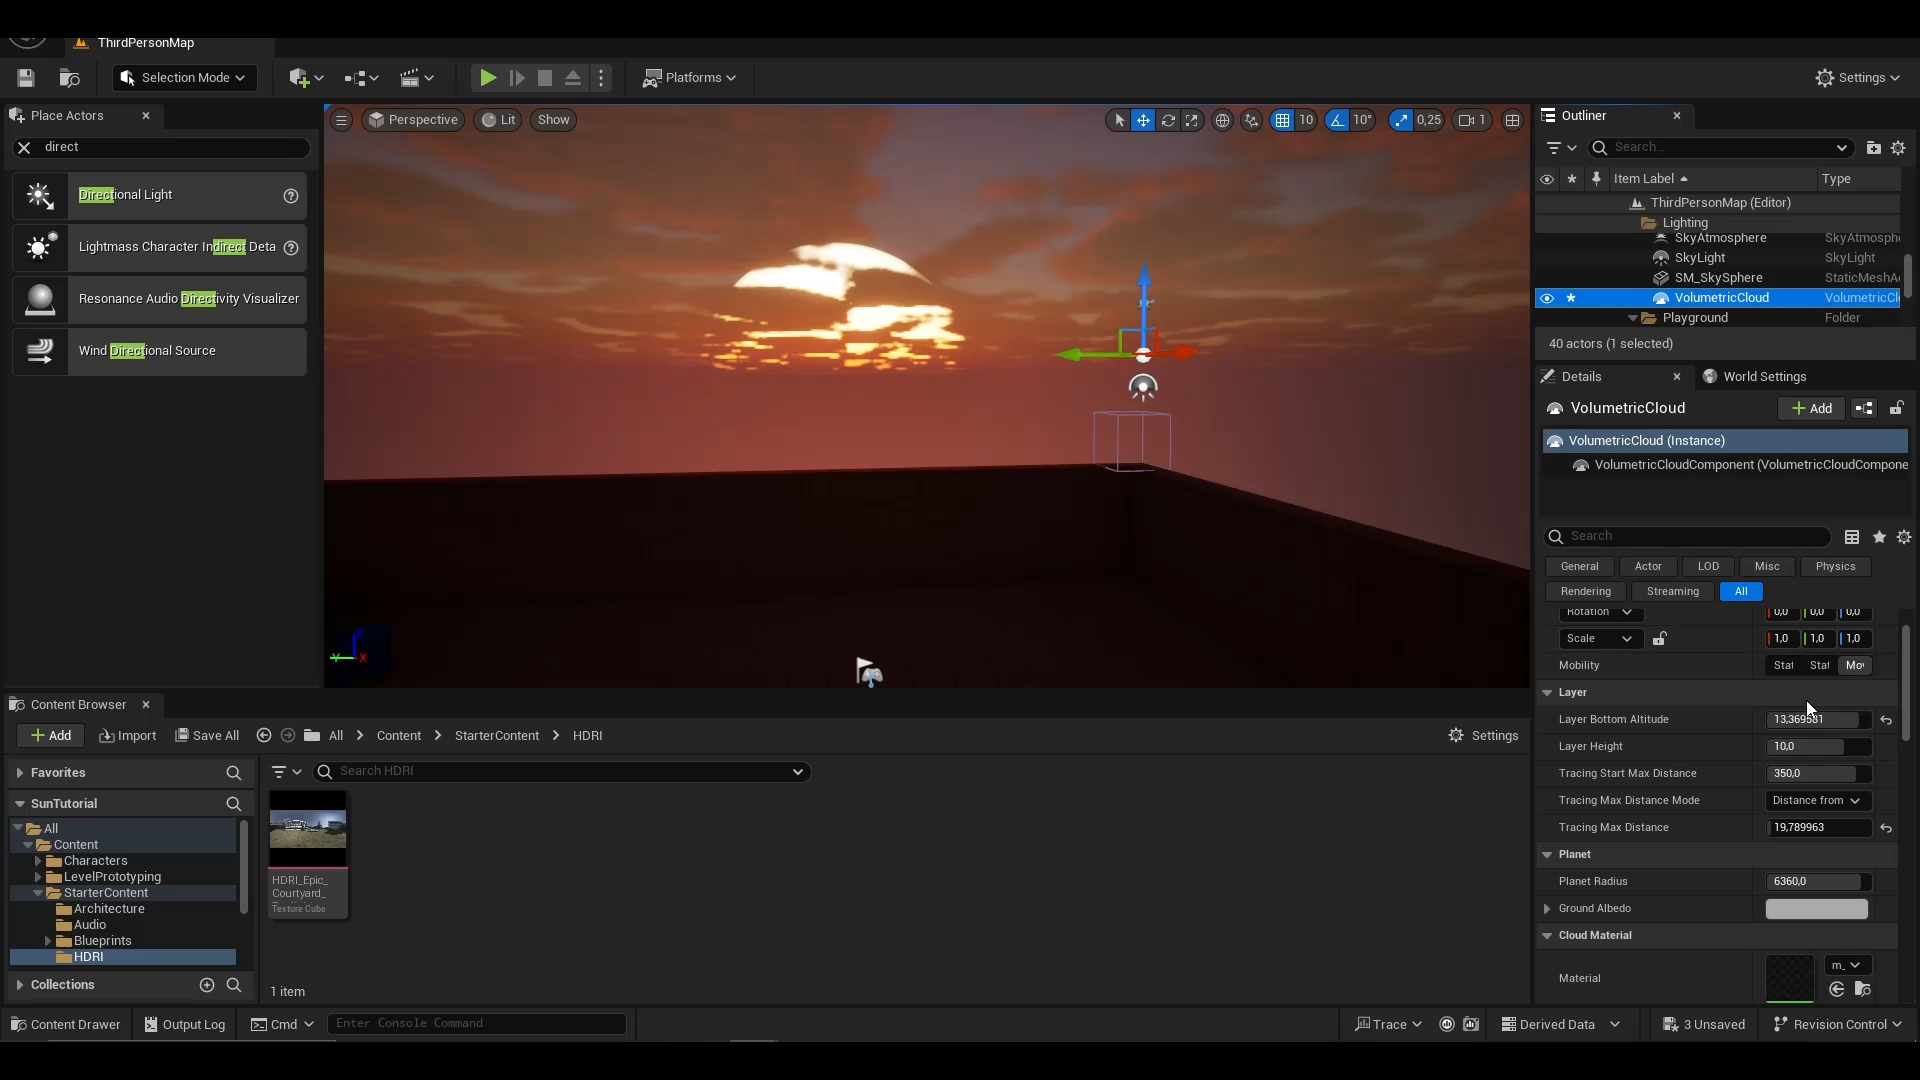 ThirdPersonMap
Selection Mode
Platforms
Settings
Place Actors
direct
Directional Light
Lightmass Character Indirect Deta
Resonance Audio Directivity Visualizer
Wind Directional Source
Perspective
Lit
Show
10
10°
0,25
1
Z
Y
X
Outliner
Search...
Item Label
Type
ThirdPersonMap (Editor)
Lighting
SkyAtmosphere SkyAtmosph
SkyLight SkyLight
SM_SkySphere StaticMeshA
VolumetricCloud VolumetricCl
Playground Folder
40 actors (1 selected)
Details
World Settings
VolumetricCloud
Add
VolumetricCloud (Instance)
VolumetricCloudComponent (VolumetricCloudCompone
Search
General
Actor
LOD
Misc
Physics
Rendering
Streaming
All
Rotation 0,0 0,0 0,0
Scale 1,0 1,0 1,0
Mobility Stat Stat Mov
Layer
Layer Bottom Altitude
Layer Height 10,0
Tracing Start Max Distance 350,0
Tracing Max Distance Mode Distance from
Tracing Max Distance 19,789963
Planet
Planet Radius 6360,0
Ground Albedo
Cloud Material
Material m_
Content Browser
Add
Import
Save All
All
Content
StarterContent
HDRI
Settings
Favorites
SunTutorial
All
Content
Characters
LevelPrototyping
StarterContent
Architecture
Audio
Blueprints
HDRI
Collections
Search HDRI
HDRI_Epic_
Courtyard_
Texture Cube
1 item
Content Drawer
Output Log
Cmd
Enter Console Command
Trace
Derived Data
3 Unsaved
Revision Control